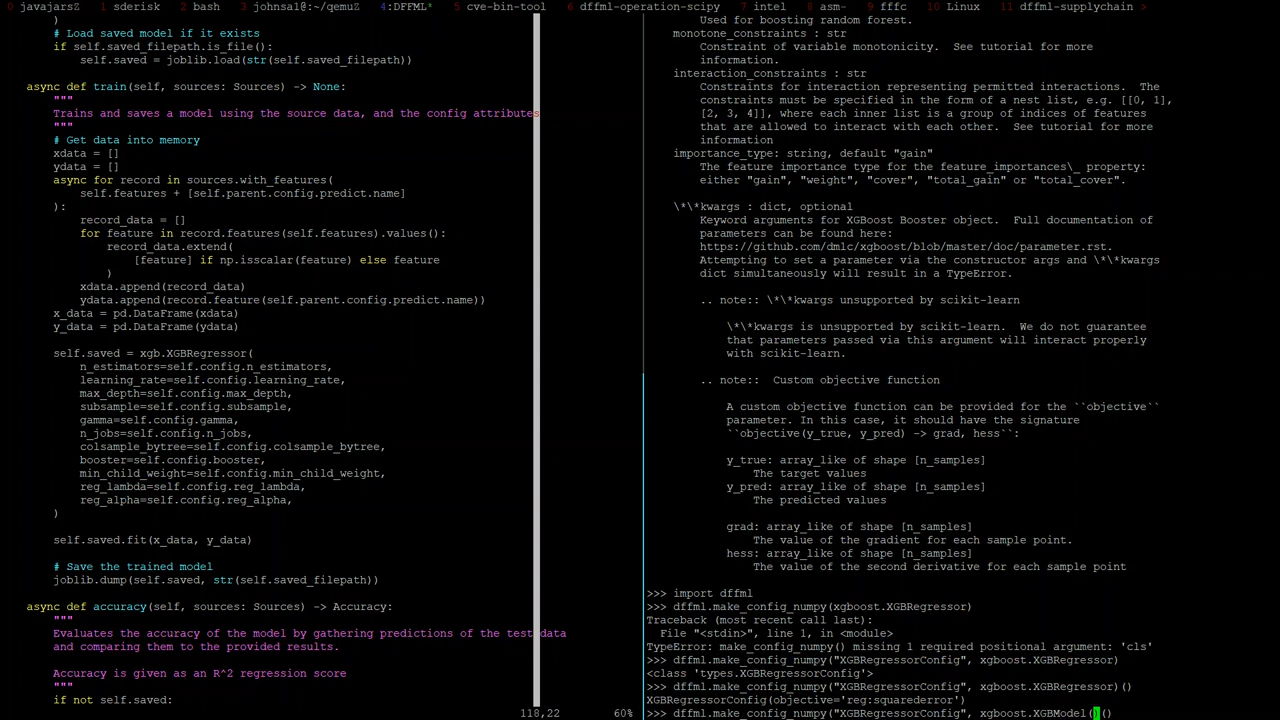 0 javajarsZ 1 sderisk 2 bash 3 johnsal@:~/qemuZ 4:DFFML* 5 cve-bin-tool 6 dffml-operation-scipy 7 intel 8 asm- 9 fffc 10 Linux 11 dffml-supplychain >
)
# Load saved model if it exists
if self.saved_filepath.is_file():
self.saved = joblib.load(str(self.saved_filepath))
async def train(self, sources: Sources) -> None:
"""
Trains and saves a model using the source data, and the config attributes
"""
# Get data into memory
xdata = []
ydata = []
async for record in sources.with_features(
self.features + [self.parent.config.predict.name]
):
record_data = []
for feature in record.features(self.features).values():
record_data.extend(
[feature] if np.isscalar(feature) else feature
)
xdata.append(record_data)
ydata.append(record.feature(self.parent.config.predict.name))
x_data = pd.DataFrame(xdata)
y_data = pd.DataFrame(ydata)
self.saved = xgb.XGBRegressor(
n_estimators=self.config.n_estimators,
learning_rate=self.config.learning_rate,
max_depth=self.config.max_depth,
subsample=self.config.subsample,
gamma=self.config.gamma,
n_jobs=self.config.n_jobs,
colsample_bytree=self.config.colsample_bytree,
booster=self.config.booster,
min_child_weight=self.config.min_child_weight,
reg_lambda=self.config.reg_lambda,
reg_alpha=self.config.reg_alpha,
)
self.saved.fit(x_data, y_data)
# Save the trained model
joblib.dump(self.saved, str(self.saved_filepath))
async def accuracy(self, sources: Sources) -> Accuracy:
"""
Evaluates the accuracy of the model by gathering predictions of the test data
and comparing them to the provided results.
Accuracy is given as an R^2 regression score
"""
if not self.saved:
118,22 60%
Used for boosting random forest.
monotone_constraints : str
Constraint of variable monotonicity. See tutorial for more
information.
interaction_constraints : str
Constraints for interaction representing permitted interactions. The
constraints must be specified in the form of a nest list, e.g. [[0, 1],
[2, 3, 4]], where each inner list is a group of indices of features
that are allowed to interact with each other. See tutorial for more
information
importance_type: string, default "gain"
The feature importance type for the feature_importances\_ property:
either "gain", "weight", "cover", "total_gain" or "total_cover".
\*\*kwargs : dict, optional
Keyword arguments for XGBoost Booster object. Full documentation of
parameters can be found here:
https://github.com/dmlc/xgboost/blob/master/doc/parameter.rst.
Attempting to set a parameter via the constructor args and \*\*kwargs
dict simultaneously will result in a TypeError.
.. note:: \*\*kwargs unsupported by scikit-learn
\*\*kwargs is unsupported by scikit-learn. We do not guarantee
that parameters passed via this argument will interact properly
with scikit-learn.
.. note:: Custom objective function
A custom objective function can be provided for the ``objective``
parameter. In this case, it should have the signature
``objective(y_true, y_pred) -> grad, hess``:
y_true: array_like of shape [n_samples]
The target values
y_pred: array_like of shape [n_samples]
The predicted values
grad: array_like of shape [n_samples]
The value of the gradient for each sample point.
hess: array_like of shape [n_samples]
The value of the second derivative for each sample point
>>> import dffml
>>> dffml.make_config_numpy(xgboost.XGBRegressor)
Traceback (most recent call last):
File "<stdin>", line 1, in <module>
TypeError: make_config_numpy() missing 1 required positional argument: 'cls'
>>> dffml.make_config_numpy("XGBRegressorConfig", xgboost.XGBRegressor)
<class 'types.XGBRegressorConfig'>
>>> dffml.make_config_numpy("XGBRegressorConfig", xgboost.XGBRegressor)()
XGBRegressorConfig(objective='reg:squarederror')
>>> dffml.make_config_numpy("XGBRegressorConfig", xgboost.XGBModel()()